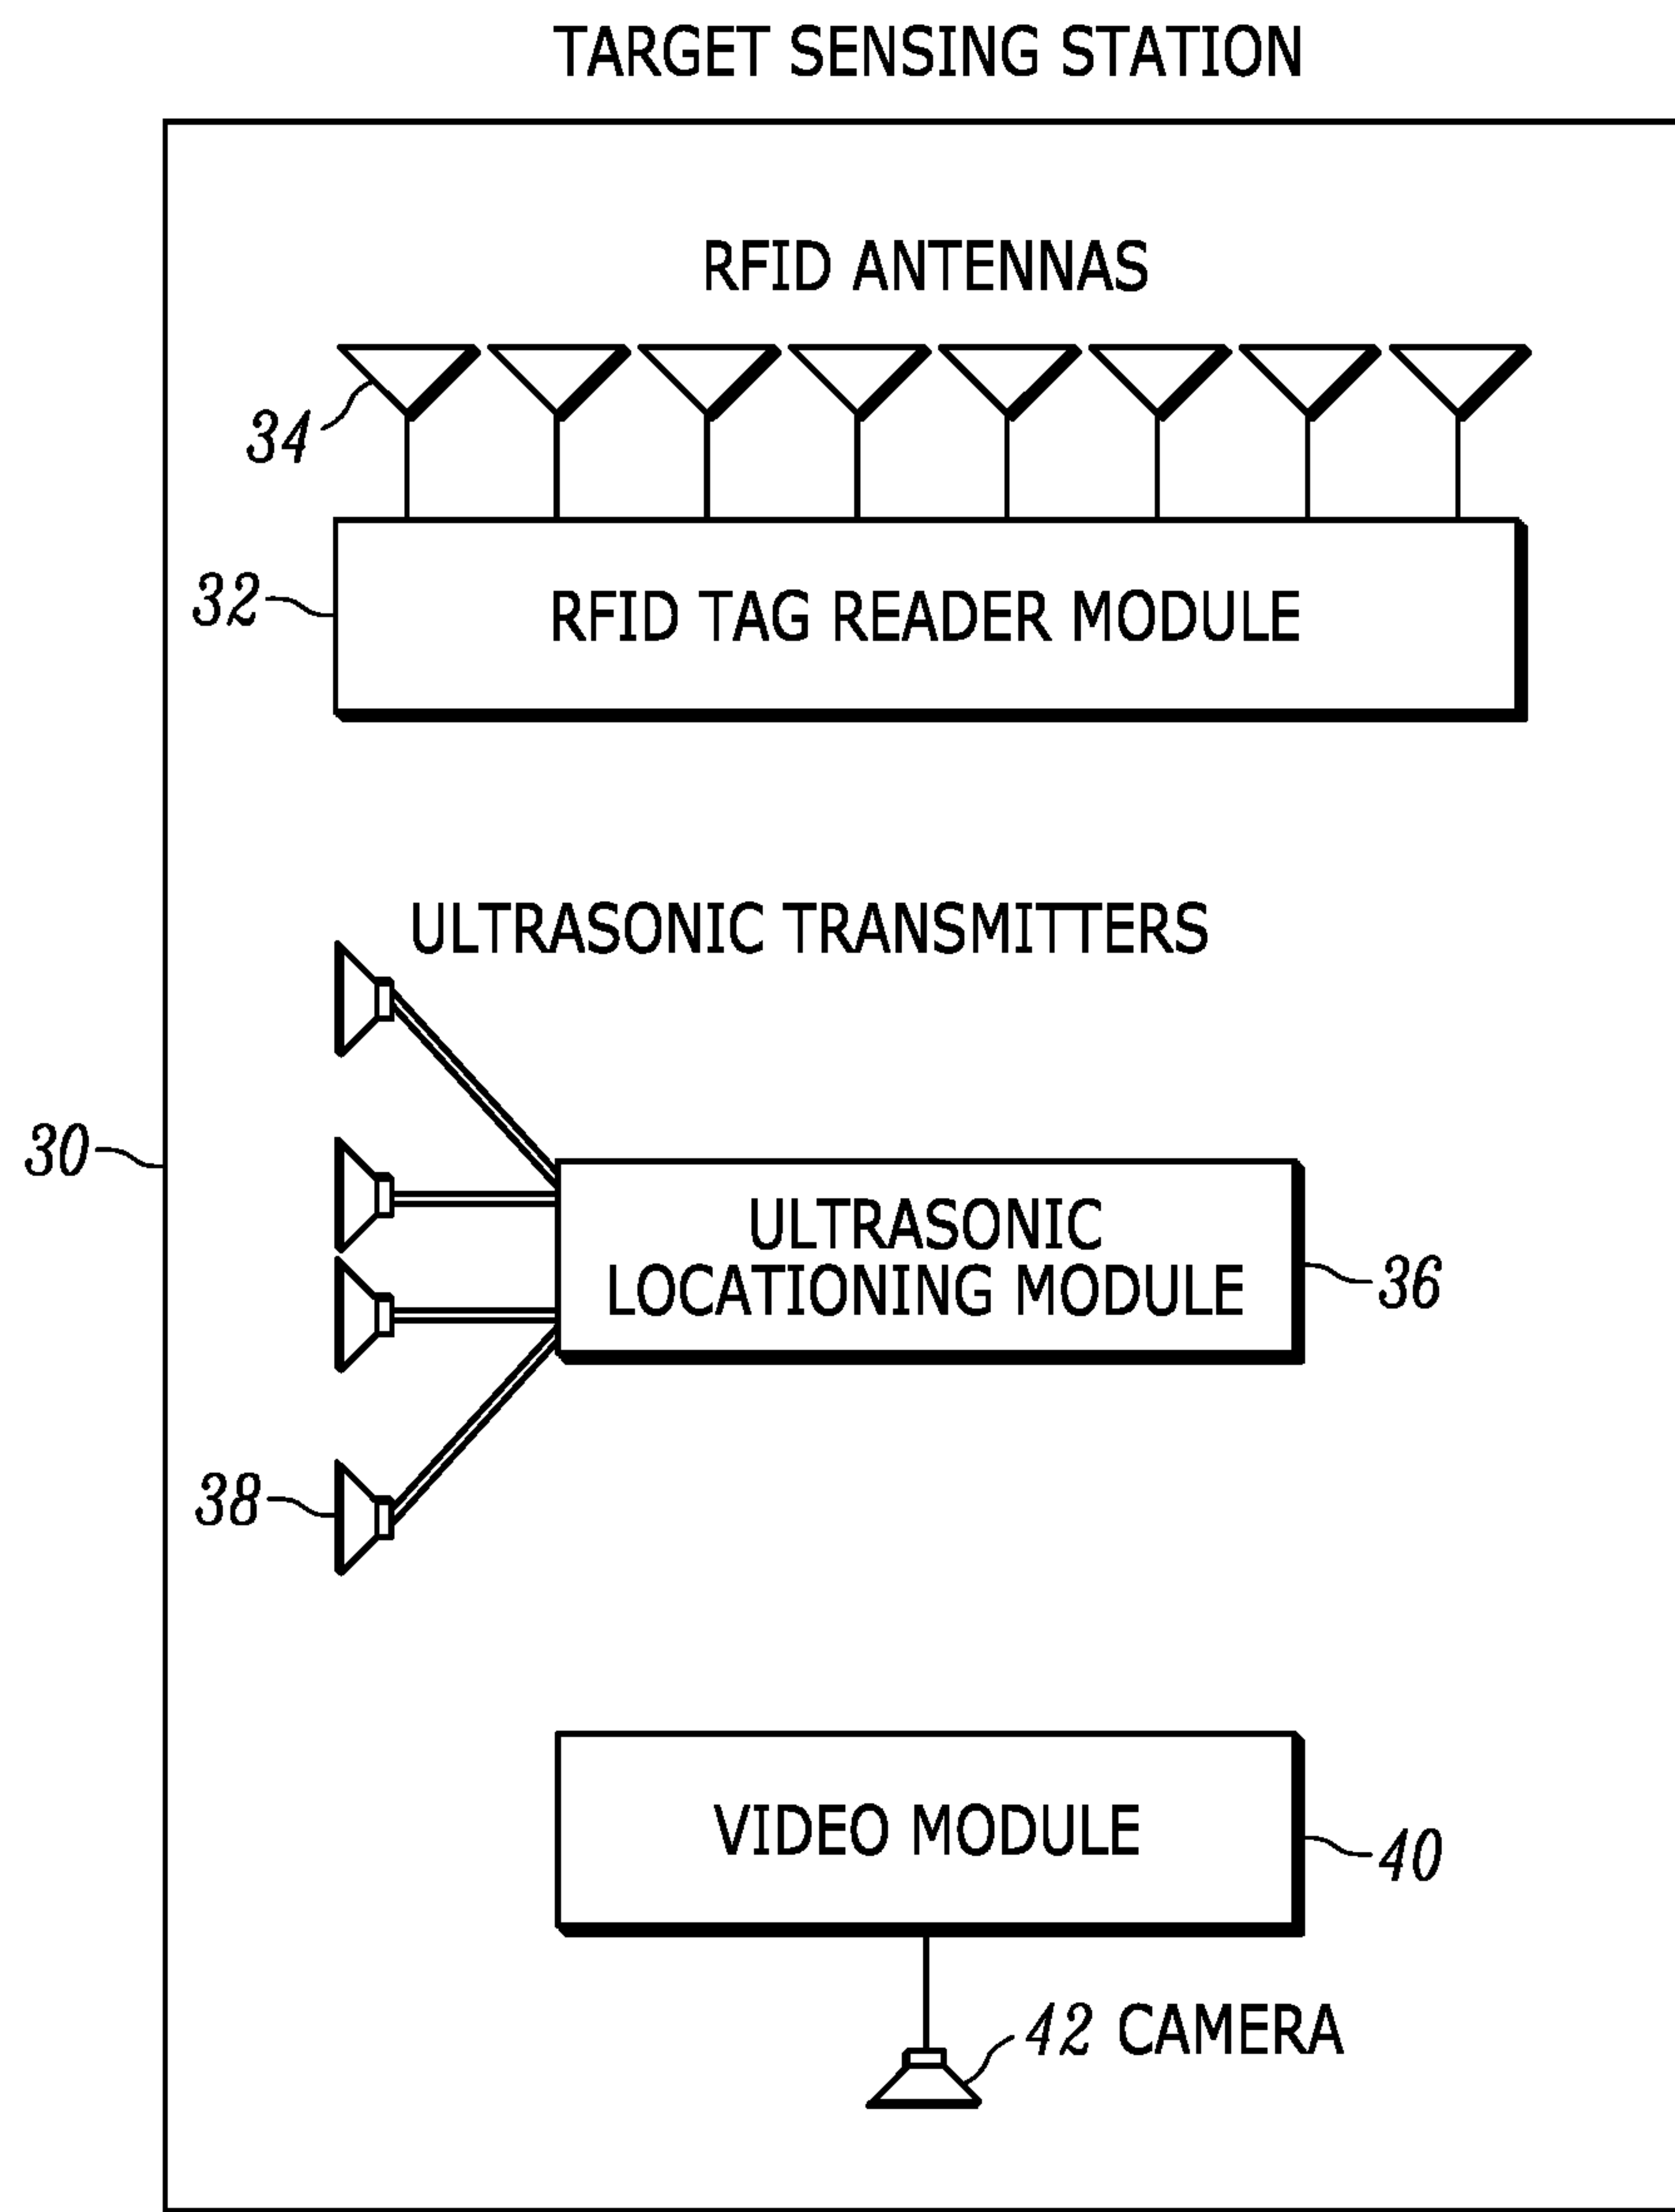 TARGET SENSING STATION
RFID ANTENNAS
34
32
RFID TAG READER MODULE
ULTRASONIC TRANSMITTERS
30
ULTRASONIC
LOCATIONING MODULE
36
38
VIDEO MODULE
40
42 CAMERA